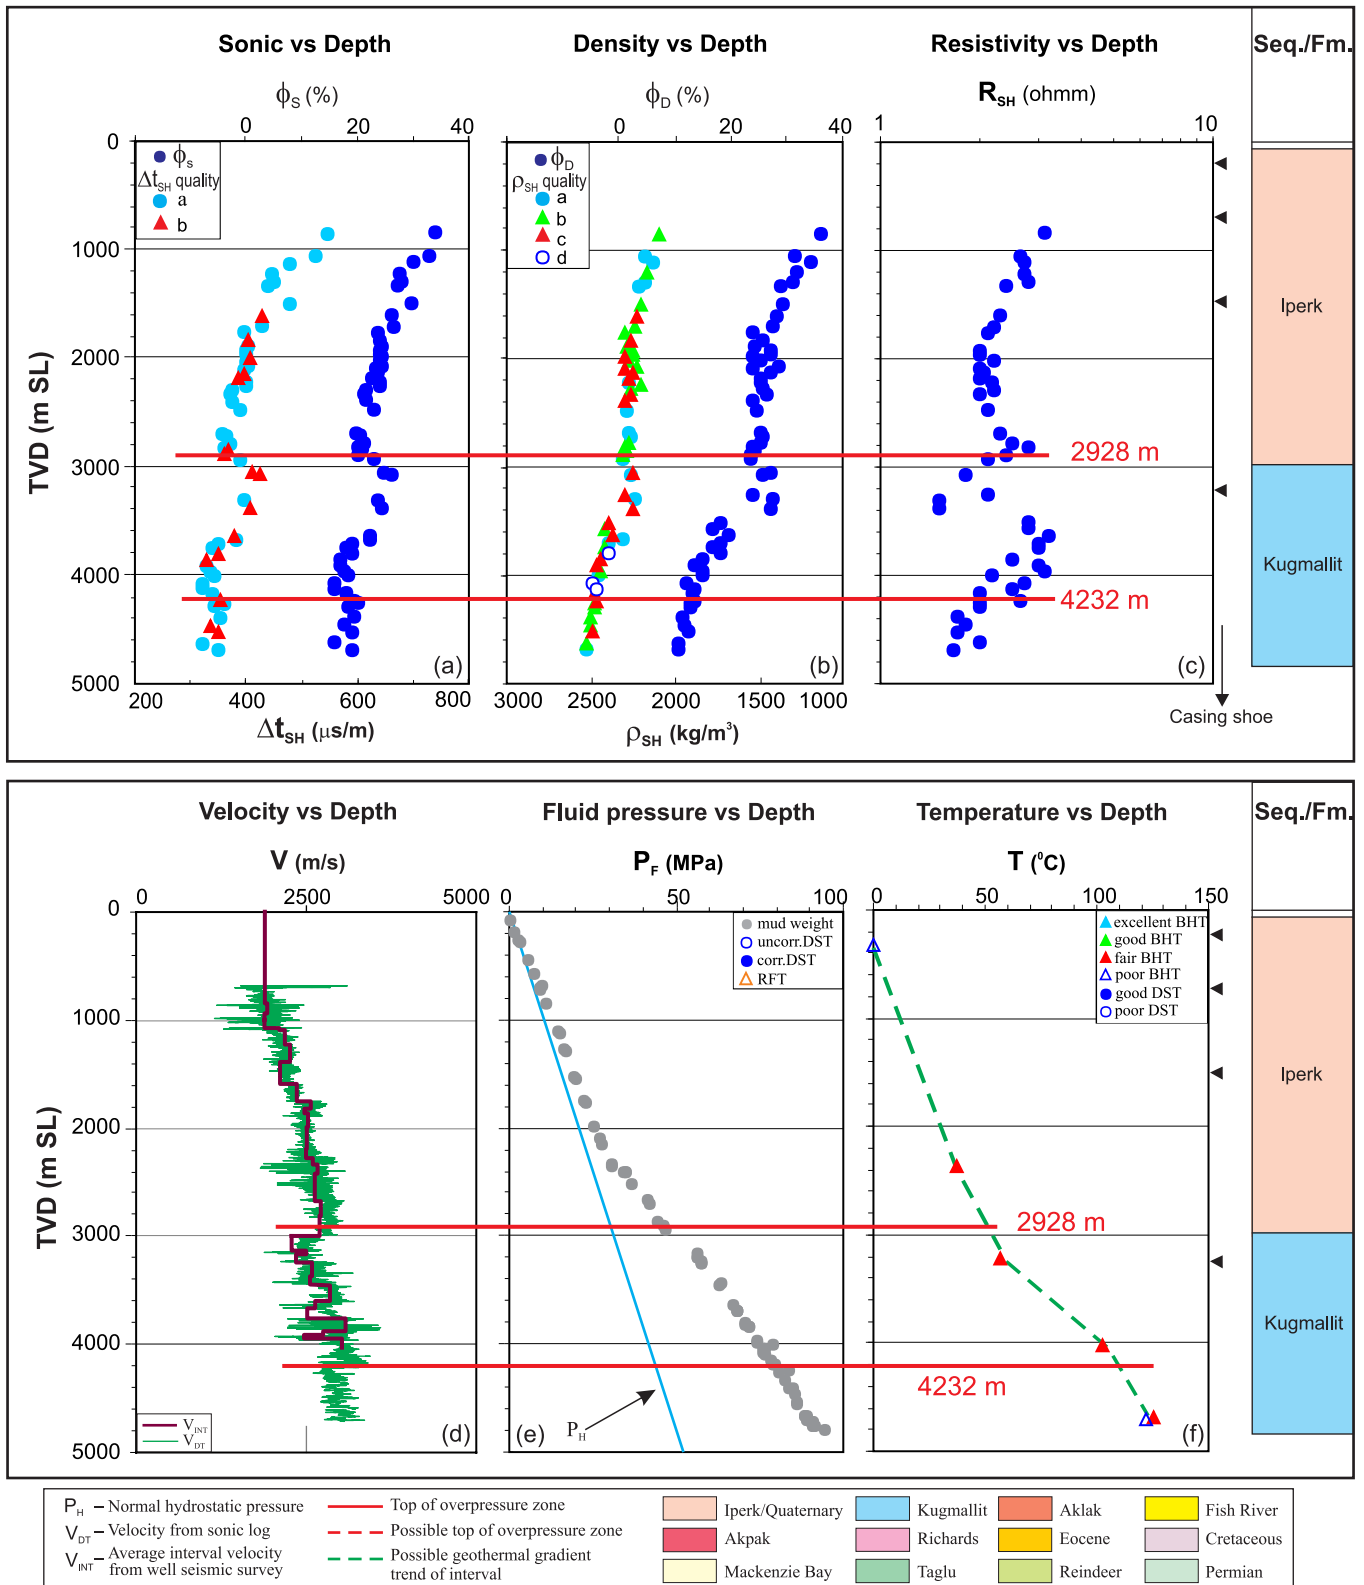 Sonic vs Depth Density vs Depth Resistivity vs Depth Seq./Fm.
ϕS (%) ϕD (%) RSH (ohmm)
0 20 40 0 20 40 1 10
0
1000
2000
3000
4000
5000
TVD (m SL)
ϕs
ΔtSH quality
a
b
ϕD
ρSH quality
a
b
c
d
2928 m
4232 m
(a) (b) (c)
200 400 600 800 3000 2500 2000 1500 1000
ΔtSH (μs/m) ρSH (kg/m³)
Casing shoe
Iperk
Kugmallit
Velocity vs Depth Fluid pressure vs Depth Temperature vs Depth Seq./Fm.
V (m/s) PF (MPa) T (⁰C)
0 2500 5000 0 50 100 0 50 100 150
0
1000
2000
3000
4000
5000
TVD (m SL)
mud weight
uncorr.DST
corr.DST
RFT
excellent BHT
good BHT
fair BHT
poor BHT
good DST
poor DST
2928 m
4232 m
PH
VINT
VDT
(d) (e) (f)
Iperk
Kugmallit
PH – Normal hydrostatic pressure
VDT – Velocity from sonic log
VINT – Average interval velocity
from well seismic survey
Top of overpressure zone
Possible top of overpressure zone
Possible geothermal gradient
trend of interval
Iperk/Quaternary Kugmallit Aklak Fish River
Akpak Richards Eocene Cretaceous
Mackenzie Bay Taglu Reindeer Permian